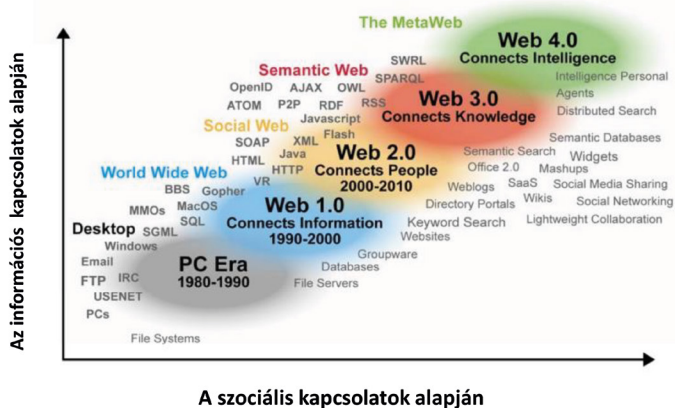 The MetaWeb
Web 4.0
Connects Intelligence
SWRL
Semantic Web
SPARQL
Intelligence Personal
Agents
OpenID AJAX OWL
Web 3.0
Connects Knowledge
ATOM P2P RDF RSS
Distributed Search
Javascript
Social Web
Flash
Semantic Databases
SOAP XML
Web 2.0
Connects People
2000-2010
Semantic Search
Widgets
HTML Java
Office 2.0 Mashups
HTTP
World Wide Web
VR
Weblogs SaaS Social Media Sharing
BBS Gopher
Wikis Social Networking
Directory Portals
MMOs MacOS
Web 1.0
Connects Information
1990-2000
SQL
Keyword Search Lightweight Collaboration
Desktop SGML
Websites
Windows
Groupware
Email
PC Era
1980-1990
Databases
FTP IRC
File Servers
USENET
PCs
File Systems
Az információs kapcsolatok alapján
A szociális kapcsolatok alapján